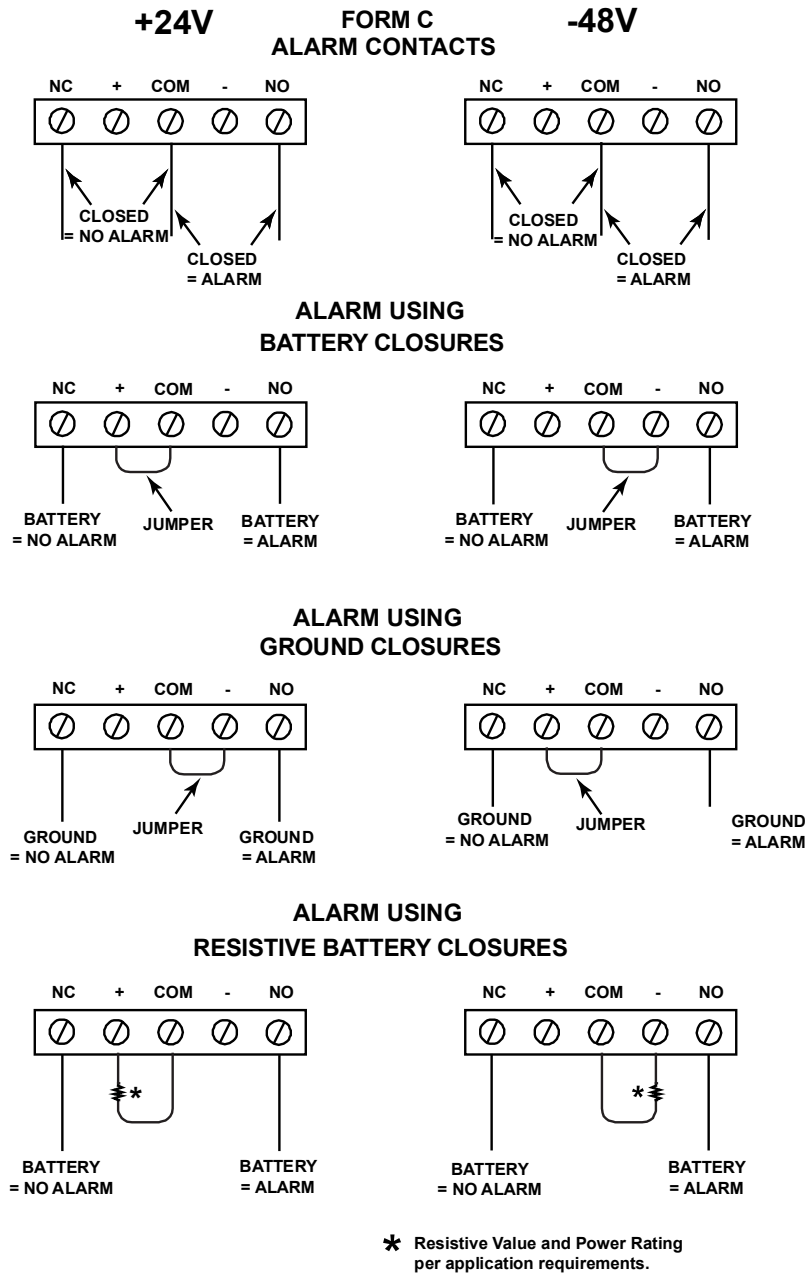 +24V FORM C -48V
ALARM CONTACTS
NC + COM - NO NC + COM - NO
CLOSED
= NO ALARM
CLOSED
= ALARM
CLOSED
= NO ALARM
CLOSED
= ALARM
ALARM USING
BATTERY CLOSURES
NC + COM - NO NC + COM - NO
BATTERY
= NO ALARM
JUMPER
BATTERY
= ALARM
BATTERY
= NO ALARM
JUMPER
BATTERY
= ALARM
ALARM USING
GROUND CLOSURES
NC + COM - NO NC + COM - NO
GROUND
= NO ALARM
JUMPER
GROUND
= ALARM
GROUND
= NO ALARM
JUMPER
GROUND
= ALARM
ALARM USING
RESISTIVE BATTERY CLOSURES
NC + COM - NO NC + COM - NO
* *
BATTERY
= NO ALARM
BATTERY
= ALARM
BATTERY
= NO ALARM
BATTERY
= ALARM
* Resistive Value and Power Rating
per application requirements.